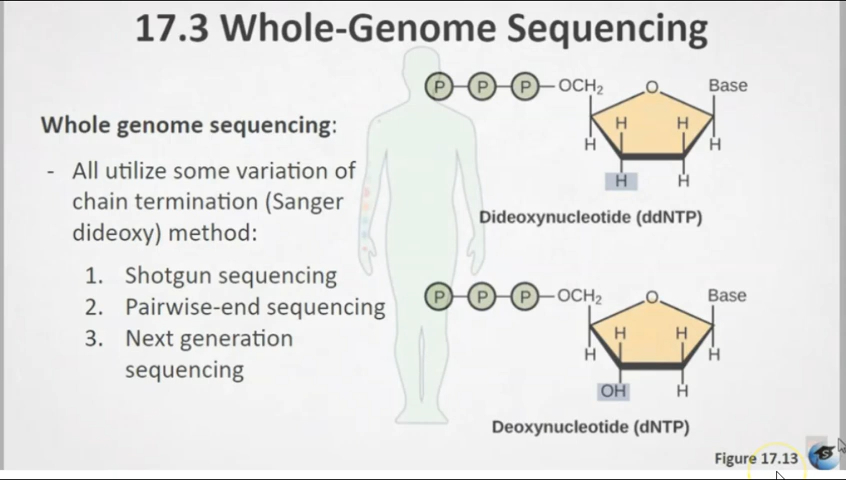 17.3 Whole-Genome Sequencing
Whole genome sequencing:
- All utilize some variation of
chain termination (Sanger
dideoxy) method:
1. Shotgun sequencing
2. Pairwise-end sequencing
3. Next generation
sequencing
P P P OCH₂ O Base
H H
H H
H H
Dideoxynucleotide (ddNTP)
P P P OCH₂ O Base
H H
H H
OH H
Deoxynucleotide (dNTP)
Figure 17.13